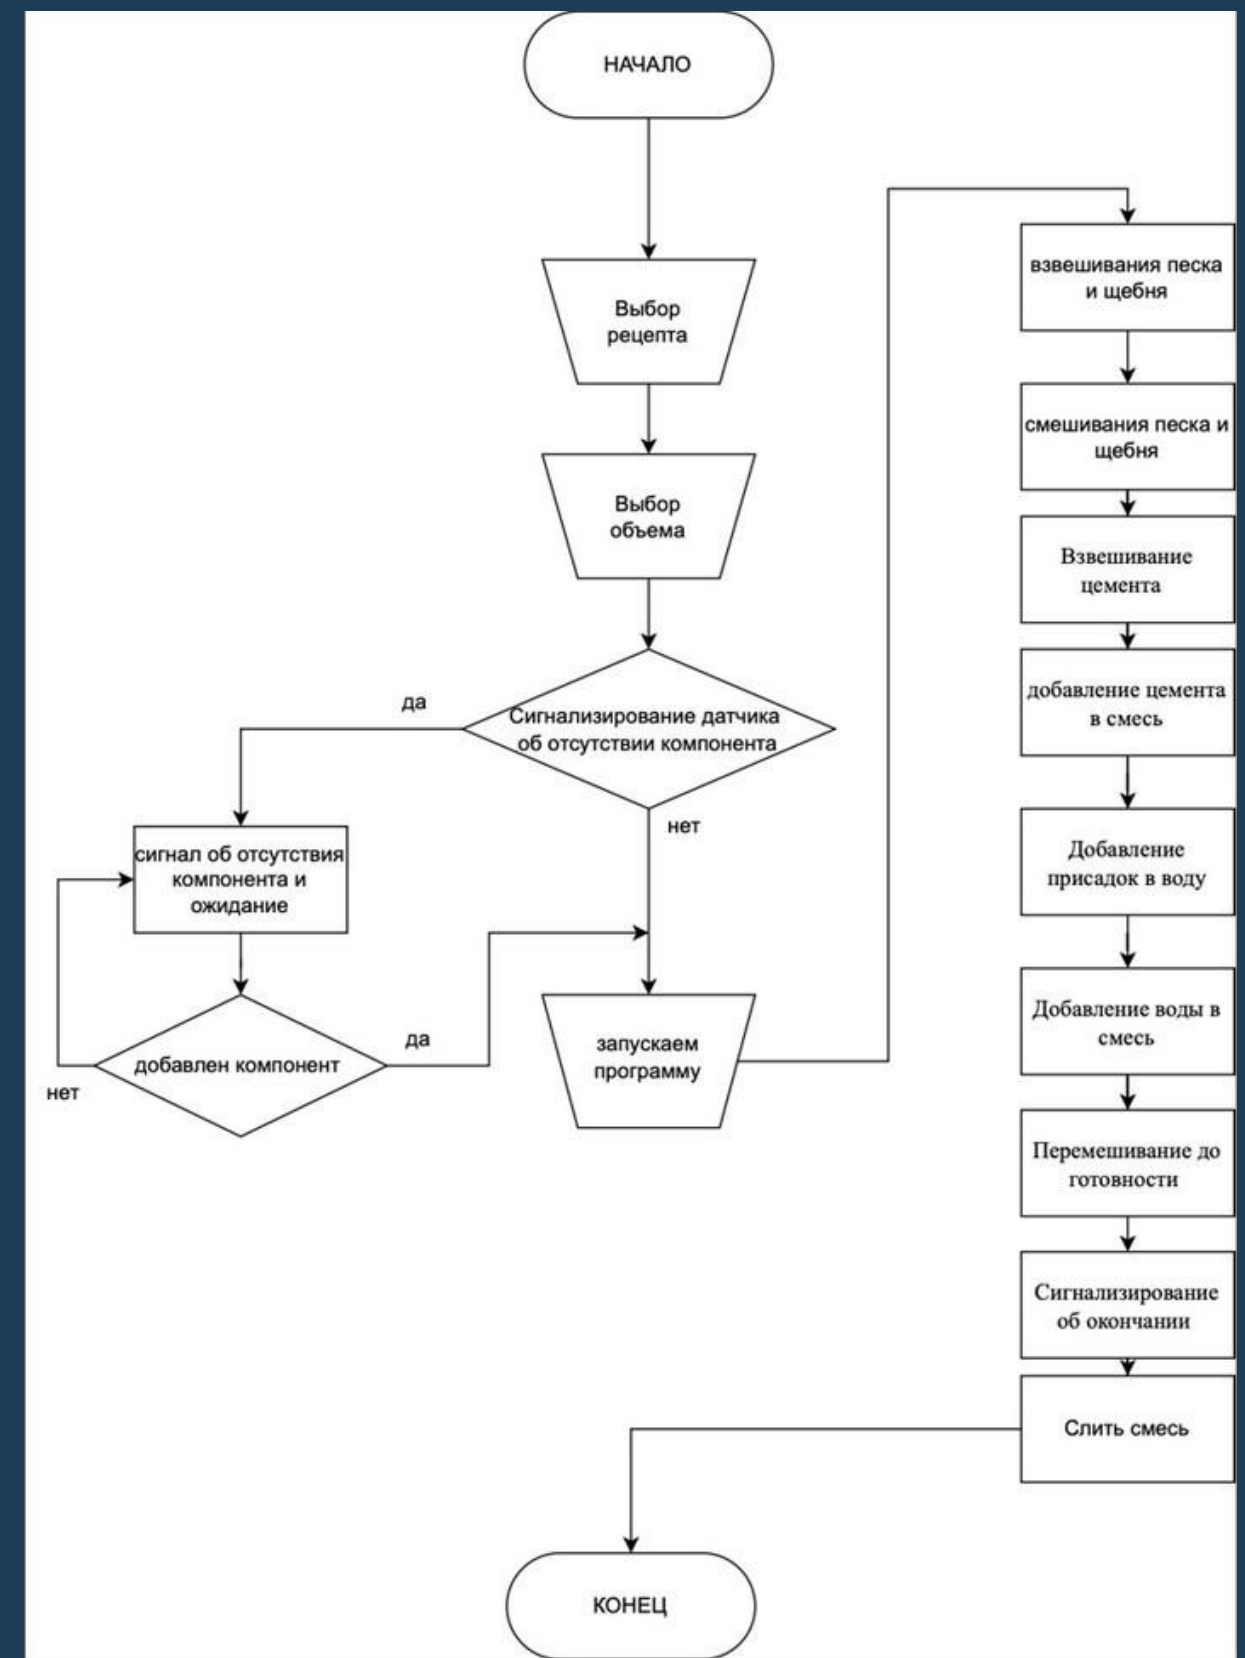 НАЧАЛО
Выбор
рецепта
Выбор
объема
Сигнализирование датчика
об отсутствии компонента
да
нет
сигнал об отсутствия
компонента и
ожидание
добавлен компонент
нет
да
запускаем
программу
взвешивания песка
и щебня
смешивания песка и
щебня
Взвешивание
цемента
добавление цемента
в смесь
Добавление
присадок в воду
Добавление воды в
смесь
Перемешивание до
готовности
Сигнализирование
об окончании
Слить смесь
КОНЕЦ